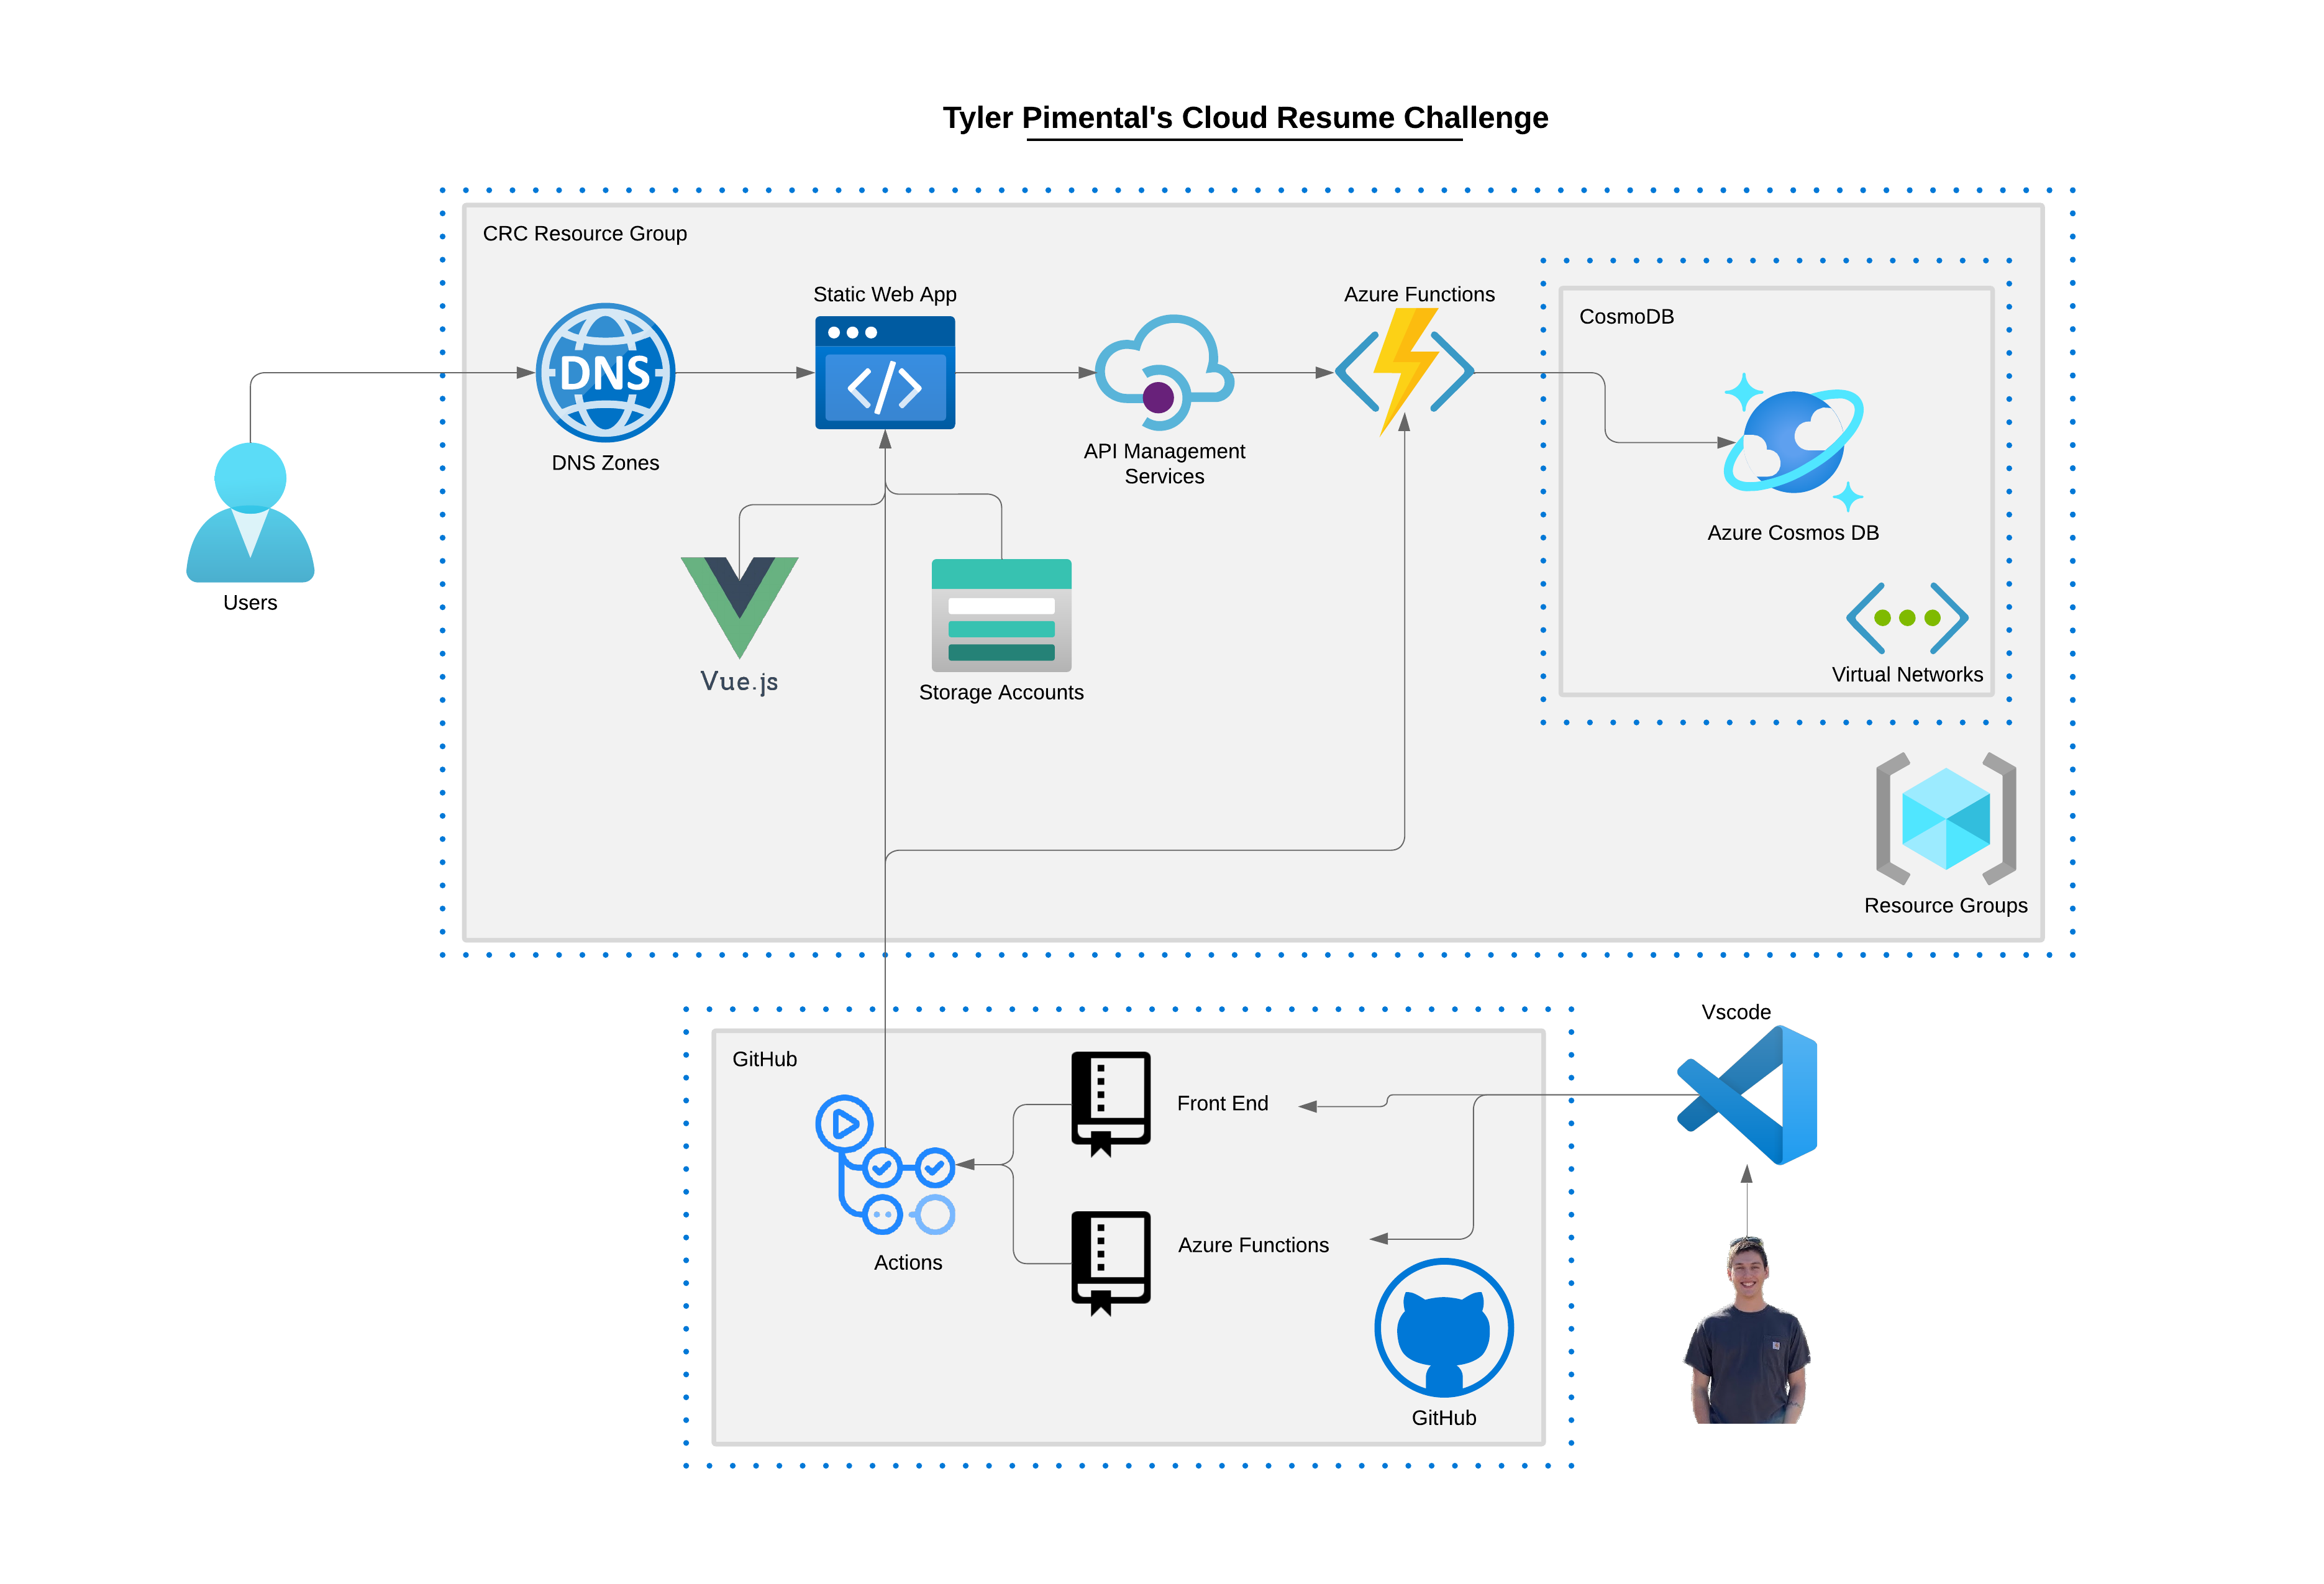 Tyler Pimental's Cloud Resume Challenge
CRC Resource Group
Static Web App
Azure Functions
CosmoDB
DNS
DNS Zones
API Management
Services
Azure Cosmos DB
Users
Vue.js
Storage Accounts
Virtual Networks
Resource Groups
Vscode
GitHub
Front End
Azure Functions
Actions
GitHub